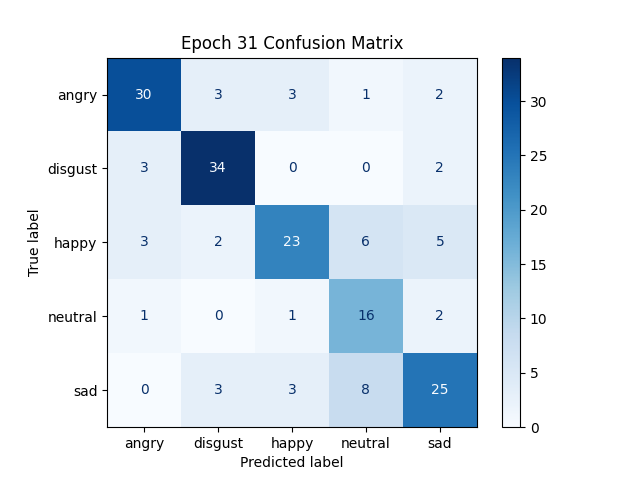 Epoch 31 Confusion Matrix
True label
angry 30 3 3 1 2
disgust 3 34 0 0 2
happy 3 2 23 6 5
neutral 1 0 1 16 2
sad 0 3 3 8 25
angry disgust happy neutral sad
Predicted label
30
25
20
15
10
5
0